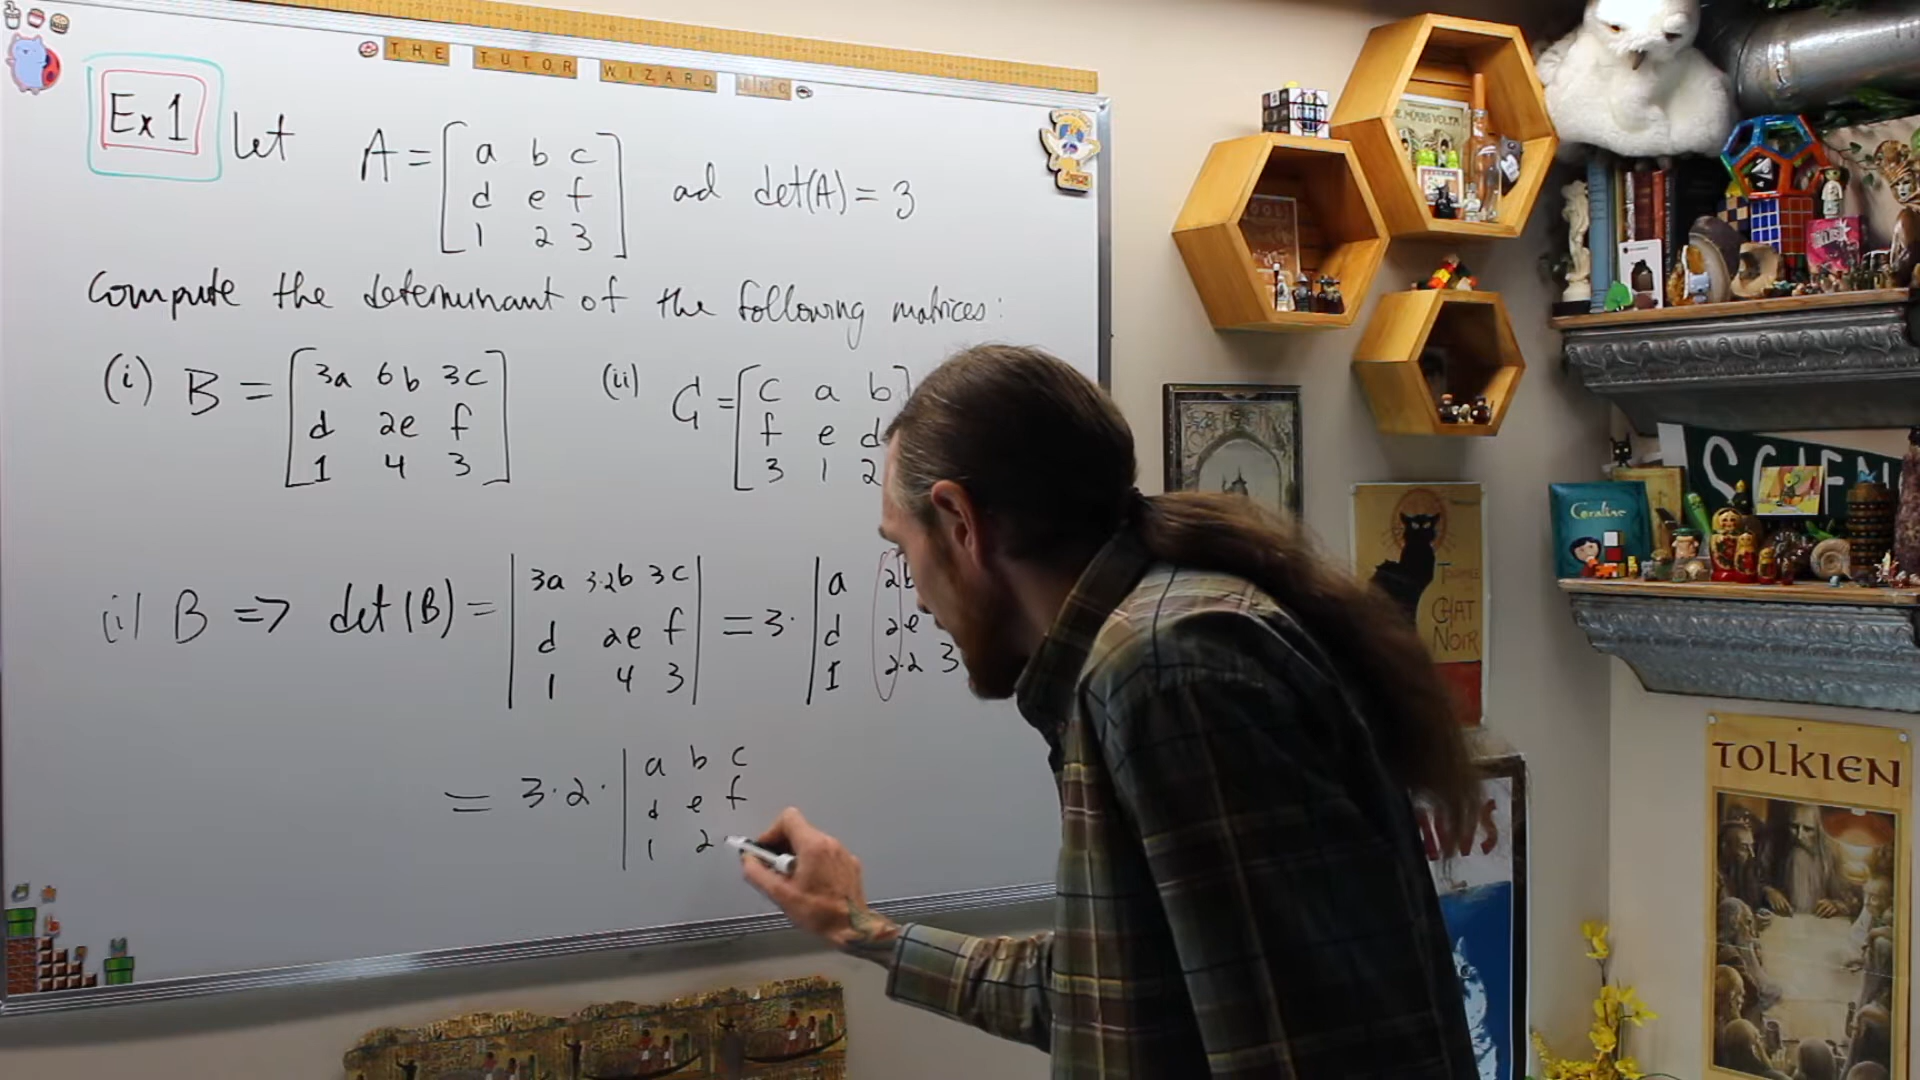 THE TUTOR WIZARD INC
Ex 1 Let A = [ a b c
d e f
1 2 3 ] ad det(A) = 3
Compute the determinant of the following matrices:
(i) B = [ 3a 6b 3c
d 2e f
1 4 3 ]
(ii) G = [ c a b ]
f e d
3 1 2
(i) B => det(B) = | 3a 3·2b 3c |
d 2e f
1 4 3
= 3· | a 2b
d 2e
1 2·2 3
= 3·2· | a b c
d e f
1 2
SCIEN
Coraline
CHAT
NOIR
TOLKIEN